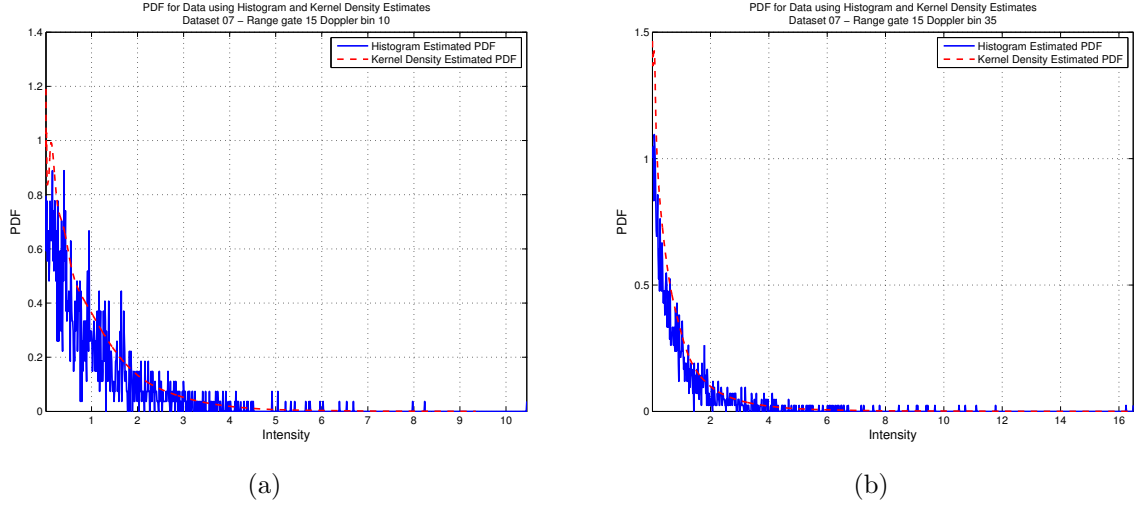 PDF for Data using Histogram and Kernel Density Estimates
Dataset 07 − Range gate 15 Doppler bin 10
1.4
1.2
1
0.8
0.6
0.4
0.2
0
PDF
Histogram Estimated PDF
Kernel Density Estimated PDF
1 2 3 4 5 6 7 8 9 10
Intensity
(a)
PDF for Data using Histogram and Kernel Density Estimates
Dataset 07 − Range gate 15 Doppler bin 35
1.5
1
0.5
0
PDF
Histogram Estimated PDF
Kernel Density Estimated PDF
2 4 6 8 10 12 14 16
Intensity
(b)